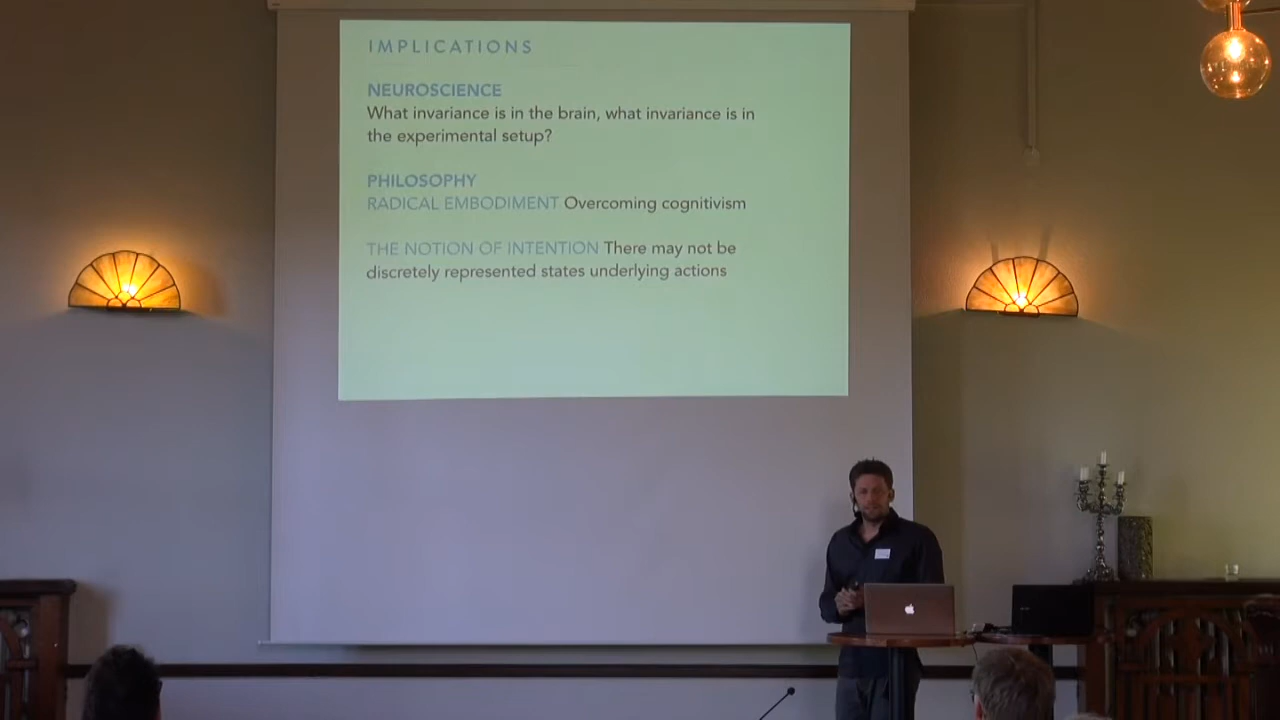 IMPLICATIONS
NEUROSCIENCE
What invariance is in the brain, what invariance is in
the experimental setup?
PHILOSOPHY
RADICAL EMBODIMENT Overcoming cognitivism
THE NOTION OF INTENTION There may not be
discretely represented states underlying actions